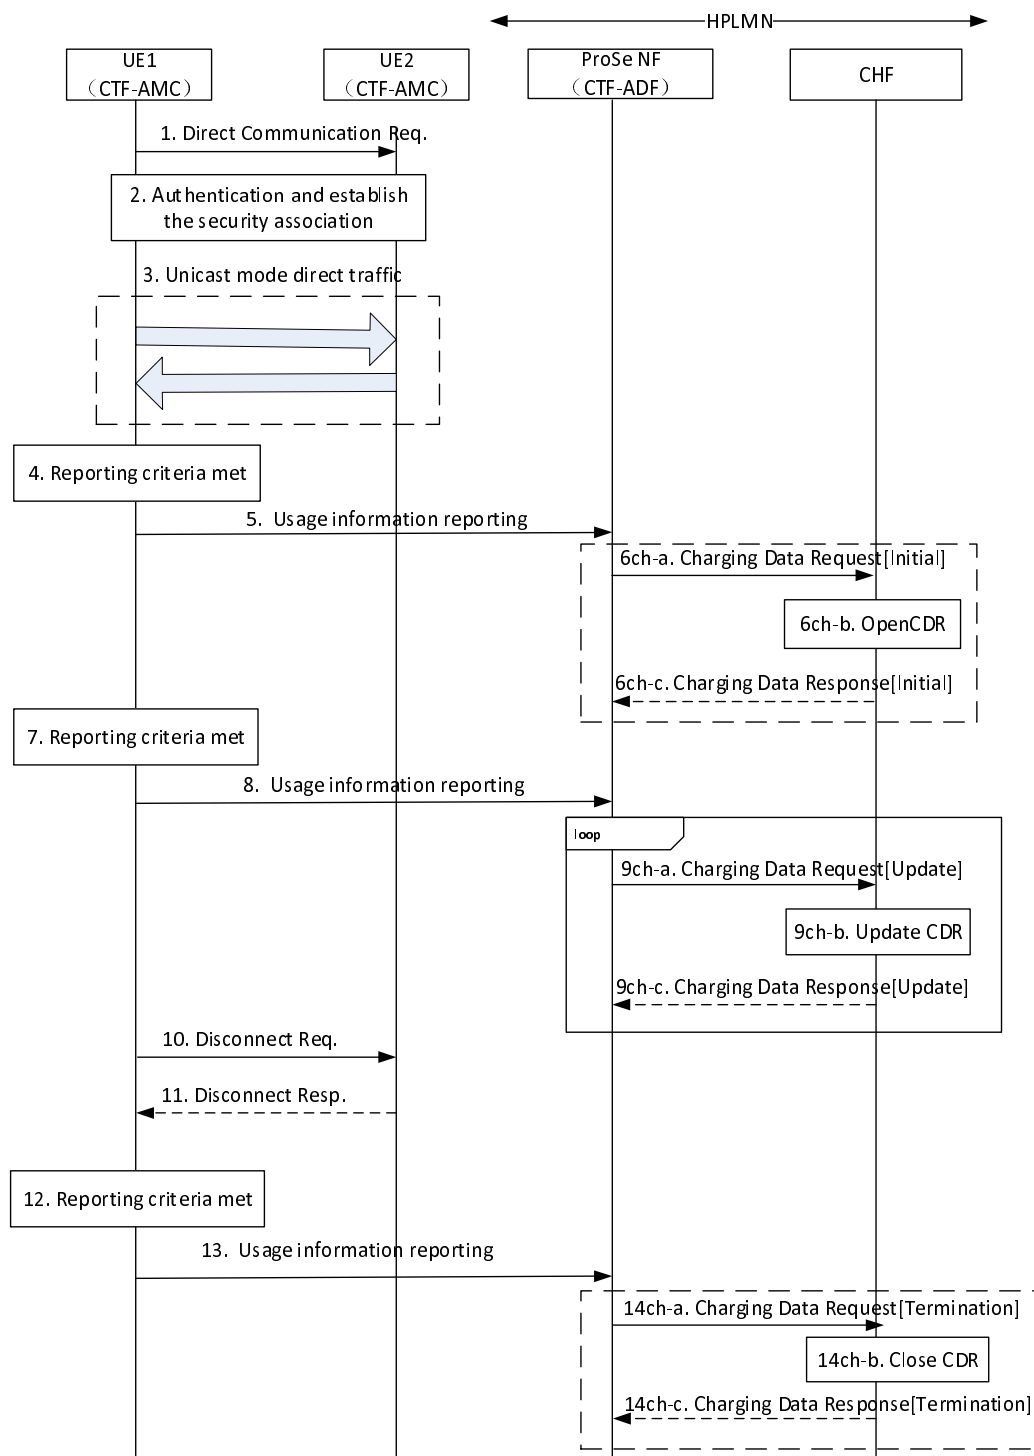 HPLMN
UE1
（CTF-AMC）
UE2
（CTF-AMC）
ProSe NF
（CTF-ADF）
CHF
1. Direct Communication Req.
2. Authentication and establish
the security association
3. Unicast mode direct traffic
4. Reporting criteria met
5. Usage information reporting
6ch-a. Charging Data Request[Initial]
6ch-b. OpenCDR
6ch-c. Charging Data Response[Initial]
7. Reporting criteria met
8. Usage information reporting
loop
9ch-a. Charging Data Request[Update]
9ch-b. Update CDR
9ch-c. Charging Data Response[Update]
10. Disconnect Req.
11. Disconnect Resp.
12. Reporting criteria met
13. Usage information reporting
14ch-a. Charging Data Request[Termination]
14ch-b. Close CDR
14ch-c. Charging Data Response[Termination]